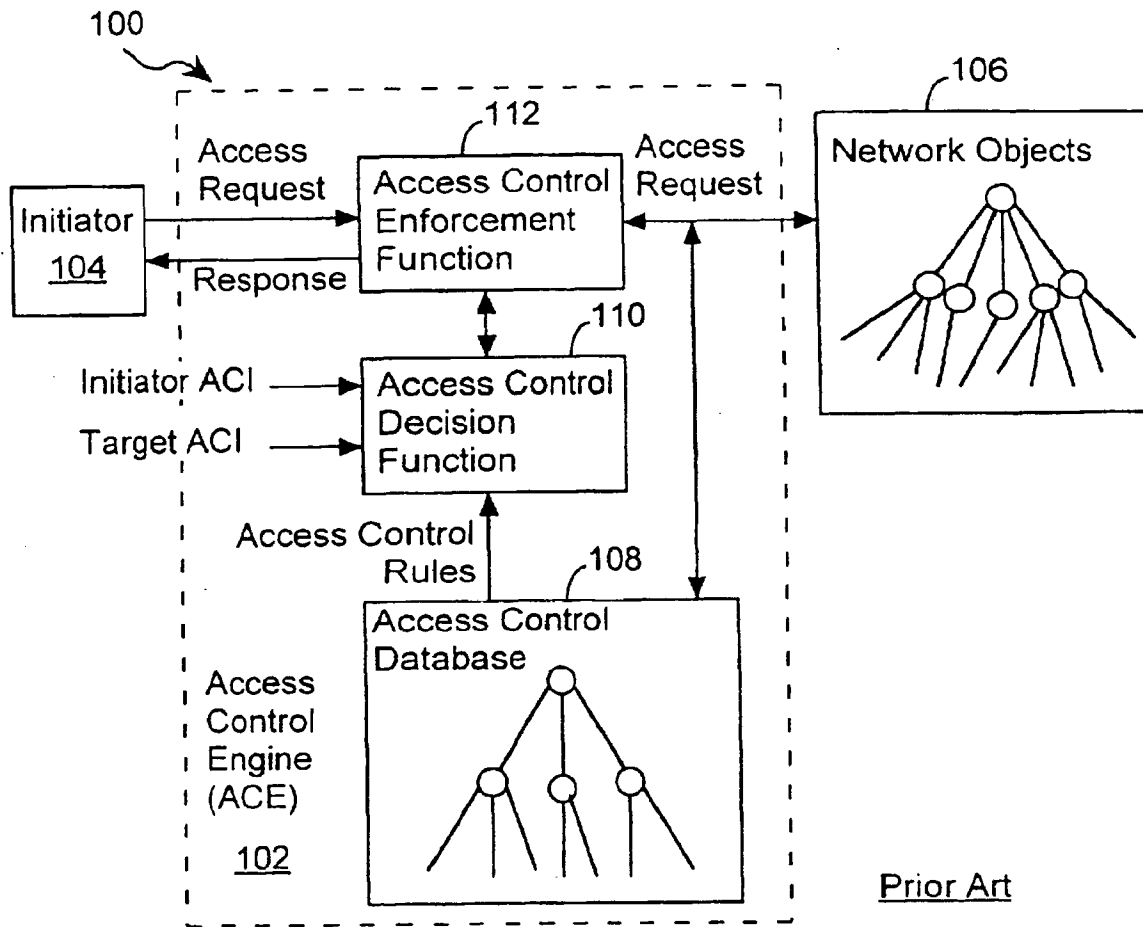 100
106
112
Access
Request
Access Control
Enforcement
Function
Access
Request
Network Objects
Initiator
104
Response
110
Initiator ACI
Target ACI
Access Control
Decision
Function
Access Control
Rules
108
Access Control
Database
Access
Control
Engine
(ACE)
102
Prior Art